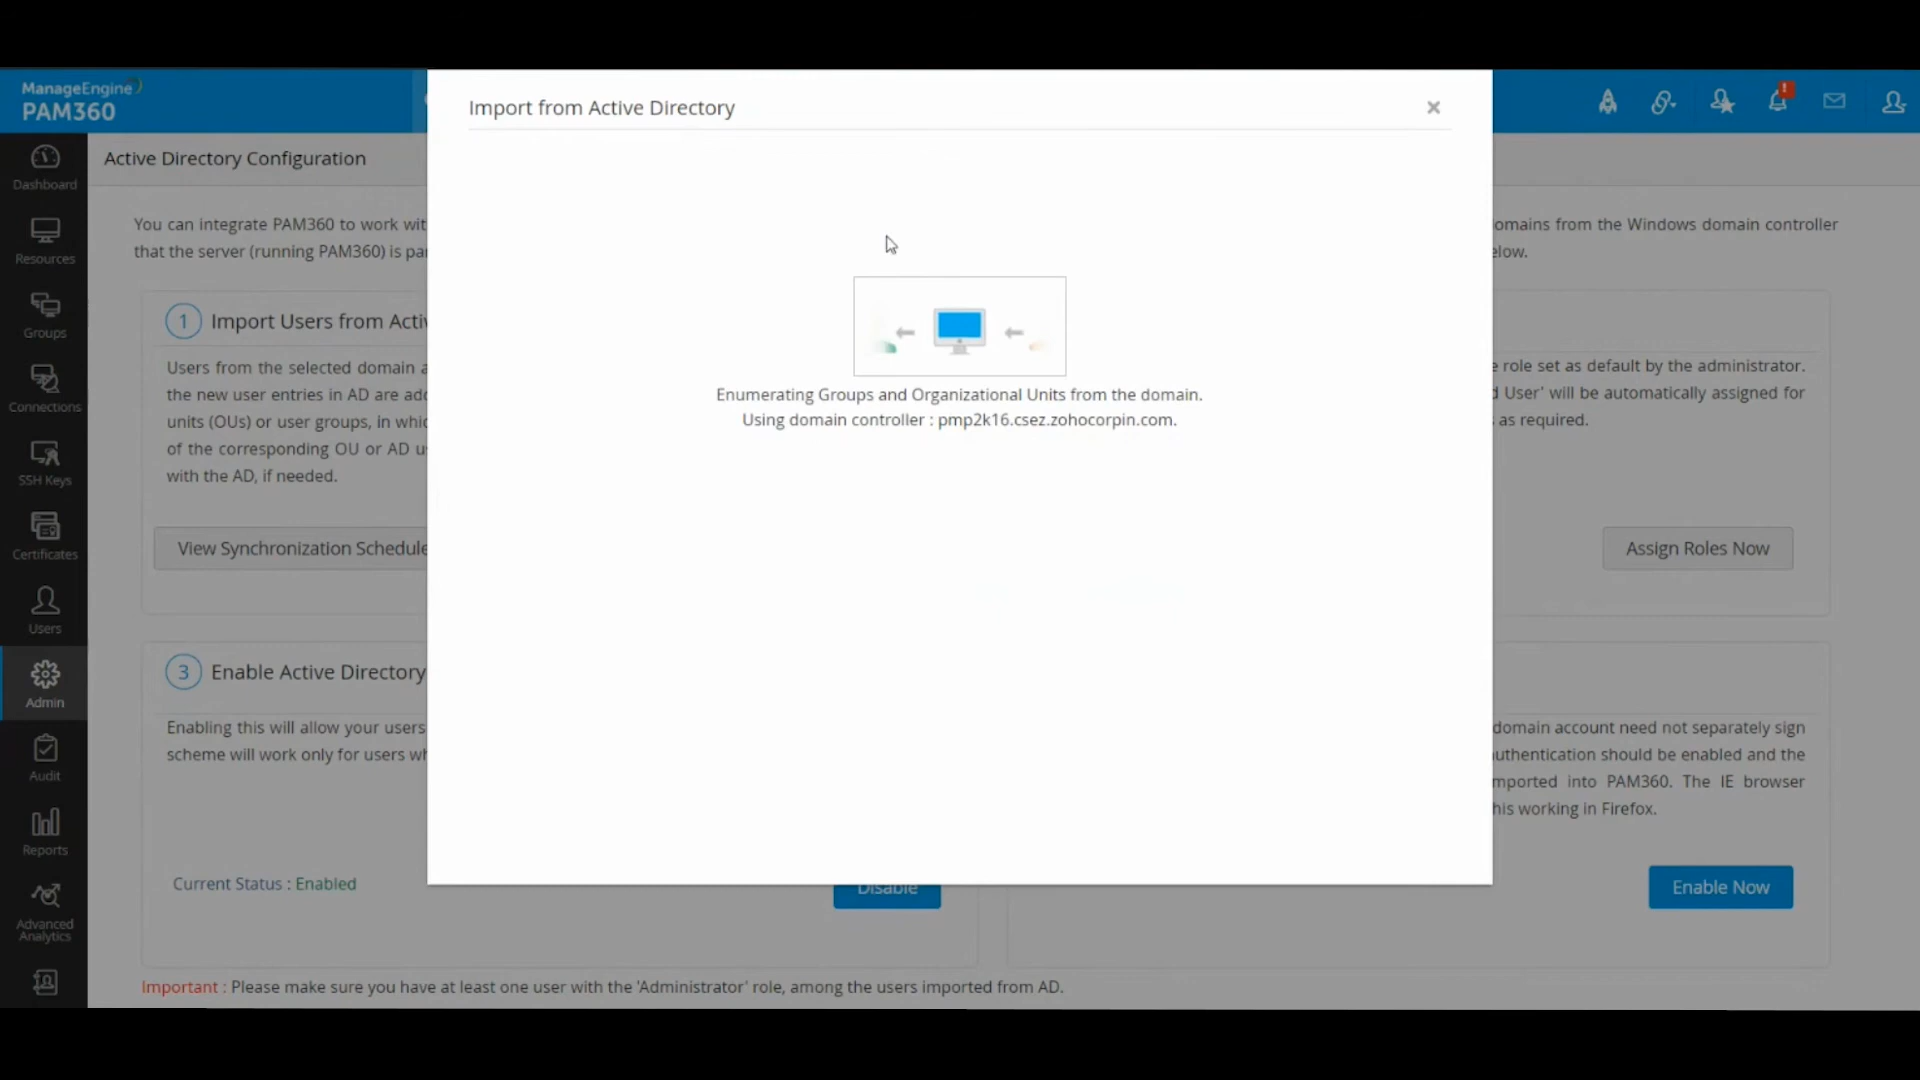 ManageEngine
PAM360
Import from Active Directory
Dashboard
Resources
Groups
Connections
SSH Keys
Certificates
Users
Admin
Audit
Reports
Advanced
Analytics
Active Directory Configuration
You can integrate PAM360 to work wit
omains from the Windows domain controller
that the server (running PAM360) is pa
elow.
1 Import Users from Acti
Users from the selected domain a
the new user entries in AD are add
units (OUs) or user groups, in whic
of the corresponding OU or AD u
with the AD, if needed.
View Synchronization Schedule
Enumerating Groups and Organizational Units from the domain.
Using domain controller : pmp2k16.csez.zohocorpin.com.
e role set as default by the administrator.
d User' will be automatically assigned for
as required.
Assign Roles Now
3 Enable Active Directory
Enabling this will allow your users
scheme will work only for users wh
Current Status : Enabled
Disable
domain account need not separately sign
uthentication should be enabled and the
mported into PAM360. The IE browser
his working in Firefox.
Enable Now
Important : Please make sure you have at least one user with the 'Administrator' role, among the users imported from AD.